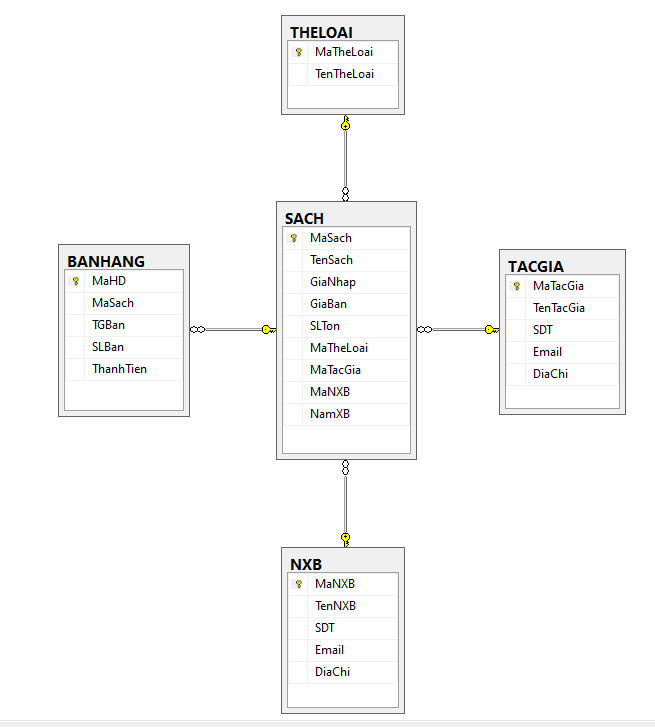 THELOAI
MaTheLoai
TenTheLoai
SACH
MaSach
TenSach
GiaNhap
GiaBan
SLTon
MaTheLoai
MaTacGia
MaNXB
NamXB
BANHANG
MaHD
MaSach
TGBan
SLBan
ThanhTien
TACGIA
MaTacGia
TenTacGia
SDT
Email
DiaChi
NXB
MaNXB
TenNXB
SDT
Email
DiaChi